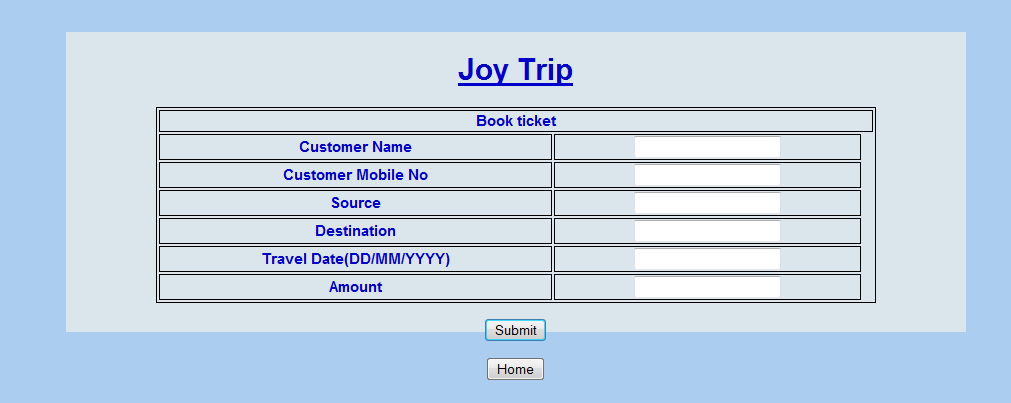 Joy Trip
Book ticket
Customer Name
Customer Mobile No
Source
Destination
Travel Date(DD/MM/YYYY)
Amount
Submit
Home